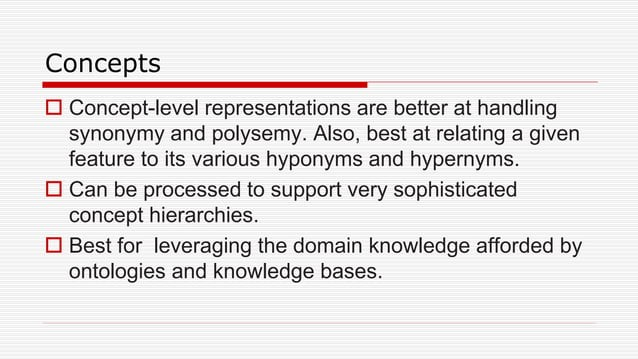 Concepts
Concept-level representations are better at handling
synonymy and polysemy. Also, best at relating a given
feature to its various hyponyms and hypernyms.
Can be processed to support very sophisticated
concept hierarchies.
Best for  leveraging the domain knowledge afforded by
ontologies and knowledge bases.